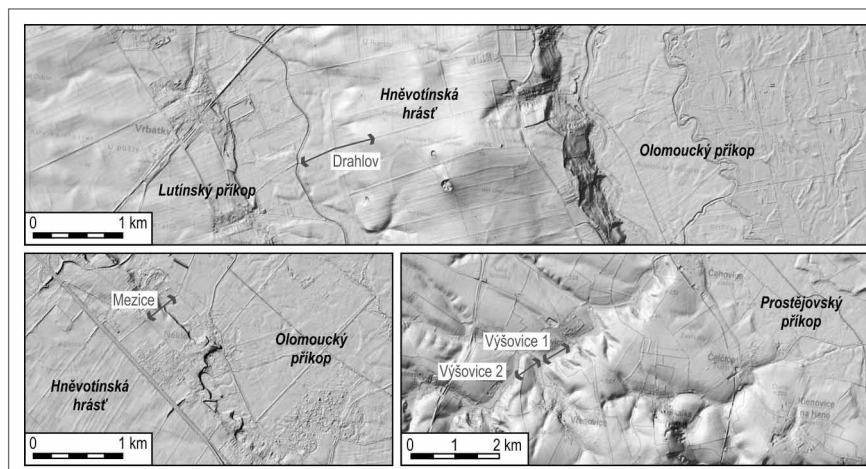 Hněvotínská
hrásť
Vrbátky
Drahlov
Olomoucký příkop
Lutínský příkop
0 1 km
Mezice
Olomoucký
příkop
Hněvotínská
hrásť
0 1 km
Prostějovský
příkop
Výšovice 1
Výšovice 2
0 1 2 km